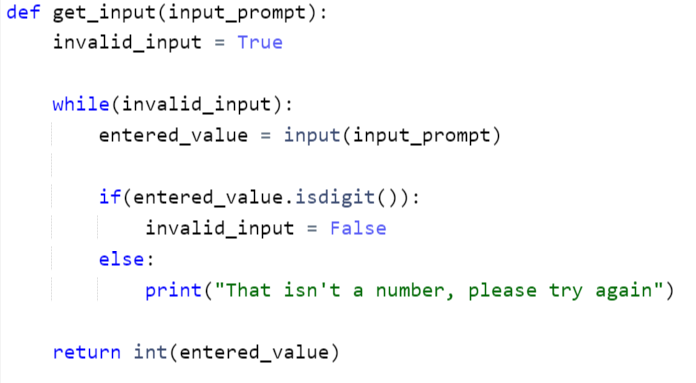 def get_input(input_prompt):
    invalid_input = True

    while(invalid_input):
        entered_value = input(input_prompt)

        if(entered_value.isdigit()):
            invalid_input = False
        else:
            print("That isn't a number, please try again")

    return int(entered_value)